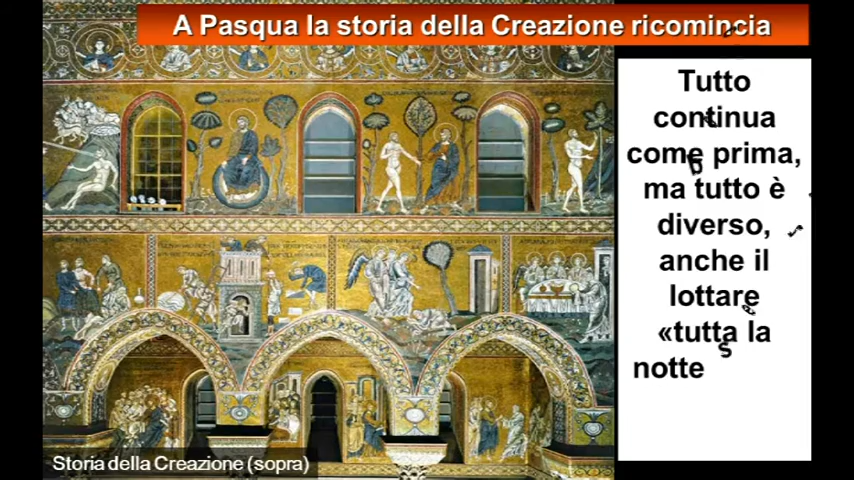 A Pasqua la storia della Creazione ricomincia
Tutto
continua
come prima,
ma tutto è
diverso,
anche il
lottare
«tutta la
notte
Storia della Creazione (sopra)